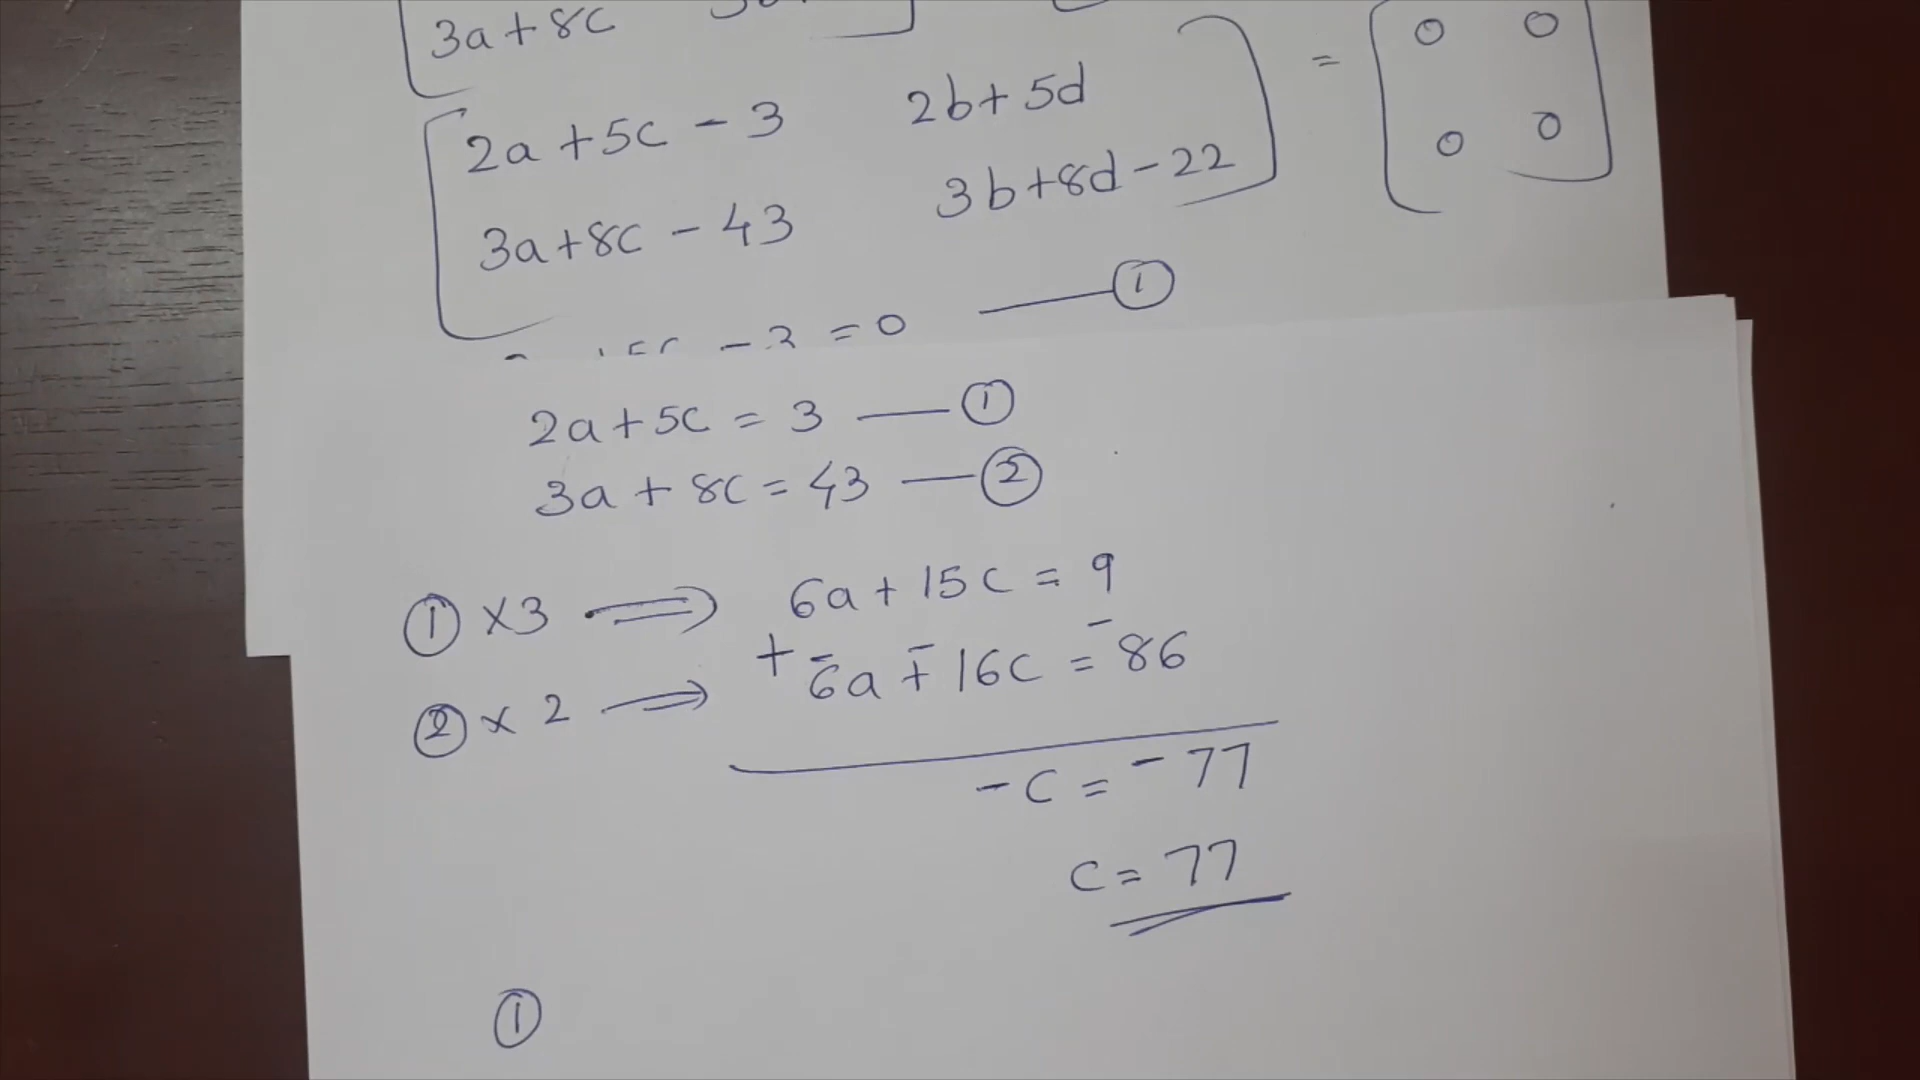 3a+8c
2a+5c-3 2b+5d = 0 0
3a+8c-43 3b+8d-22 0 0
-3 = 0 — ①
2a+5c = 3 — ①
3a+8c = 43 — ②
① ×3 ⟹ 6a+15c = 9
② × 2 ⟹ + -6a -+ 16c = -86
-c = -77
c = 77
①